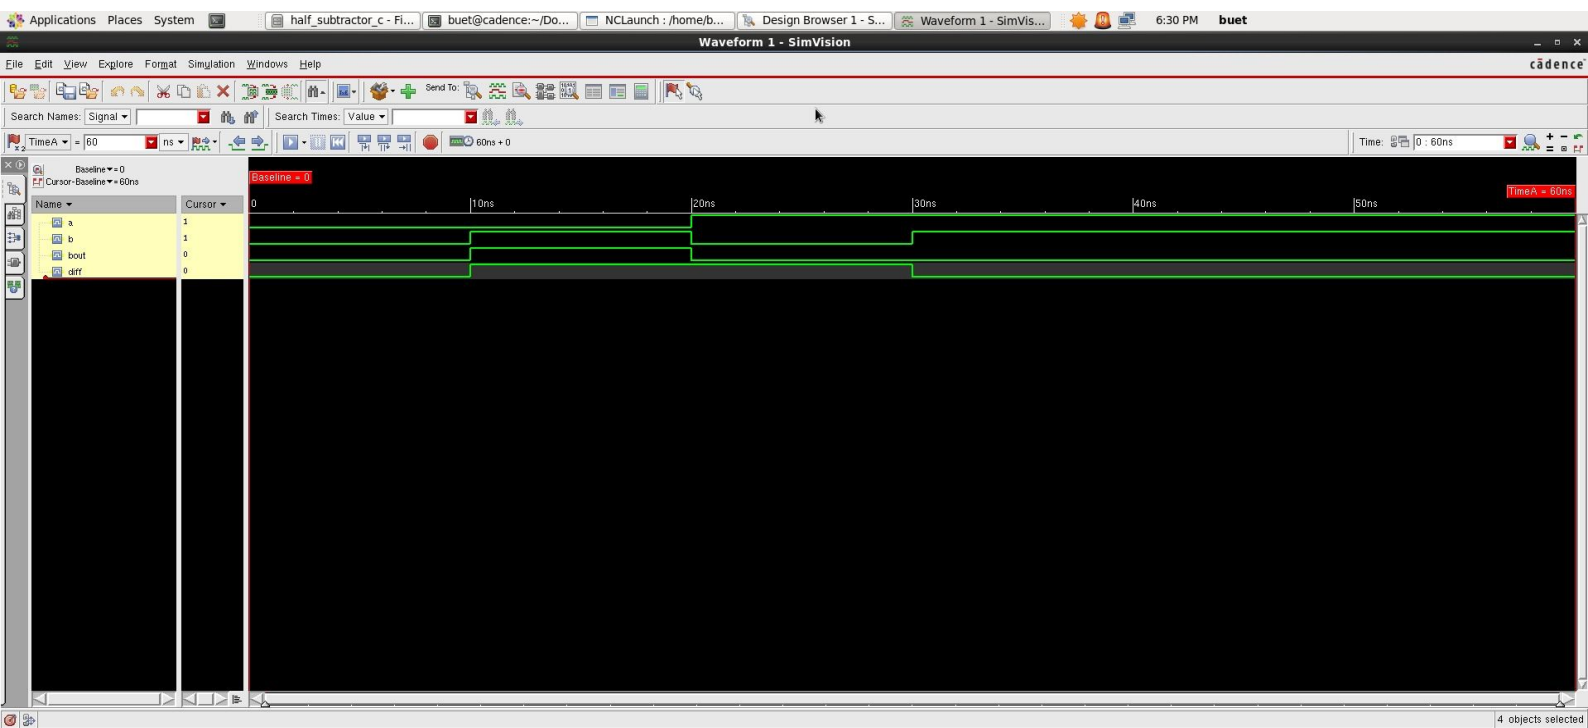 Applications Places System half_subtractor_c - Fi... buet@cadence:~/Do... NCLaunch : /home/b... Design Browser 1 - S... Waveform 1 - SimVis... 6:30 PM buet
Waveform 1 - SimVision
File Edit View Explore Format Simulation Windows Help cādence
Send To:
Search Names: Signal Search Times: Value
TimeA = 60 ns 60ns + 0 Time: 0 : 60ns
Baseline = 0
Cursor-Baseline = 60ns
Baseline = 0
TimeA = 60ns
Name Cursor 0 10ns 20ns 30ns 40ns 50ns
a 1
b 1
bout 0
diff 0
4 objects selected